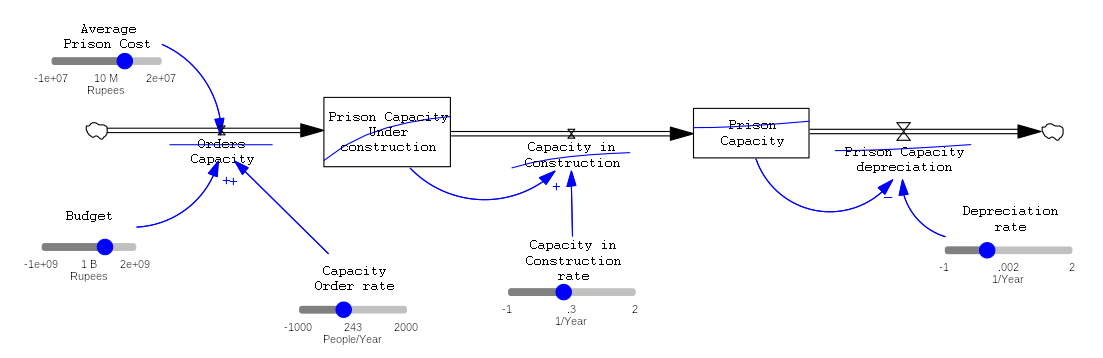 Average
Prison Cost
-1e+07 10 M 2e+07
Rupees
Orders
Capacity
++
Budget
-1e+09 1 B 2e+09
Rupees
Capacity
Order rate
-1000 243 2000
People/Year
Prison Capacity
Under
construction
Capacity in
Construction
+
Capacity in
Construction
rate
-1 .3 2
1/Year
Prison
Capacity
Prison Capacity
depreciation
–
Depreciation
rate
-1 .002 2
1/Year